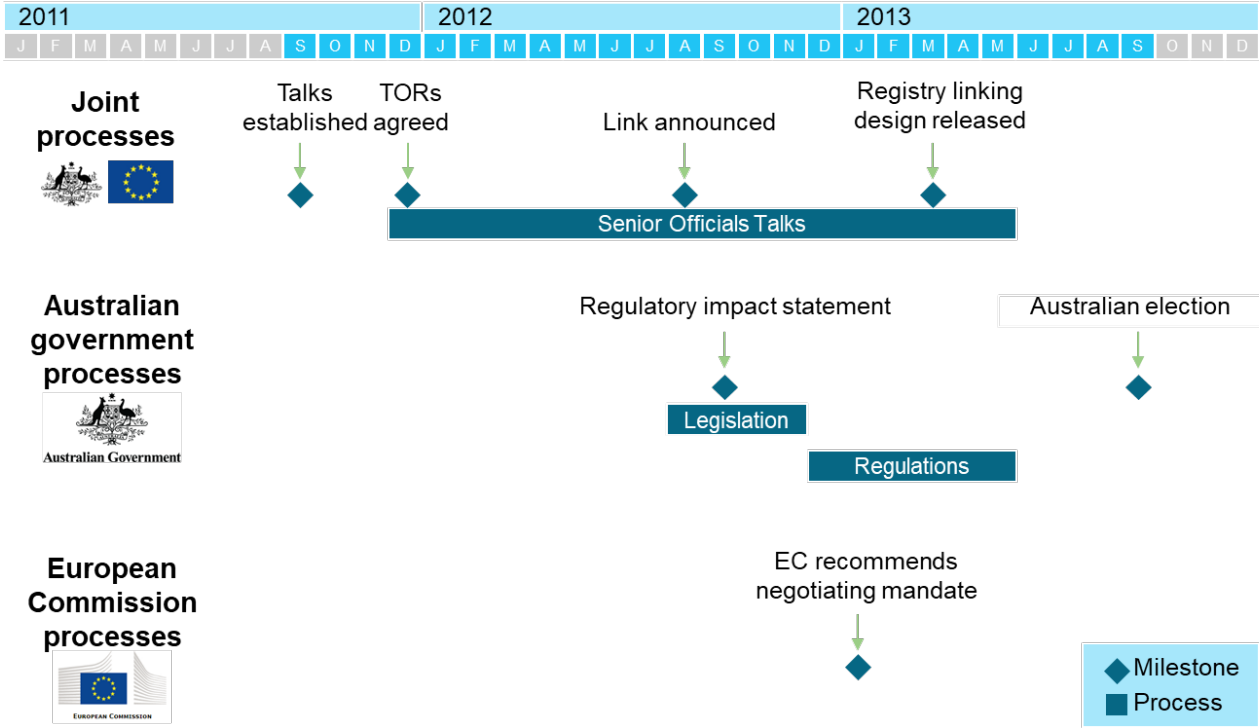 2011 2012 2013
J F M A M J J A S O N D J F M A M J J A S O N D J F M A M J J A S O N D
Joint
processes
Talks
established
TORs
agreed
Link announced
Registry linking
design released
Senior Officials Talks
Australian
government
processes
Australian Government
Regulatory impact statement
Australian election
Legislation
Regulations
European
Commission
processes
EUROPEAN COMMISSION
EC recommends
negotiating mandate
Milestone
Process